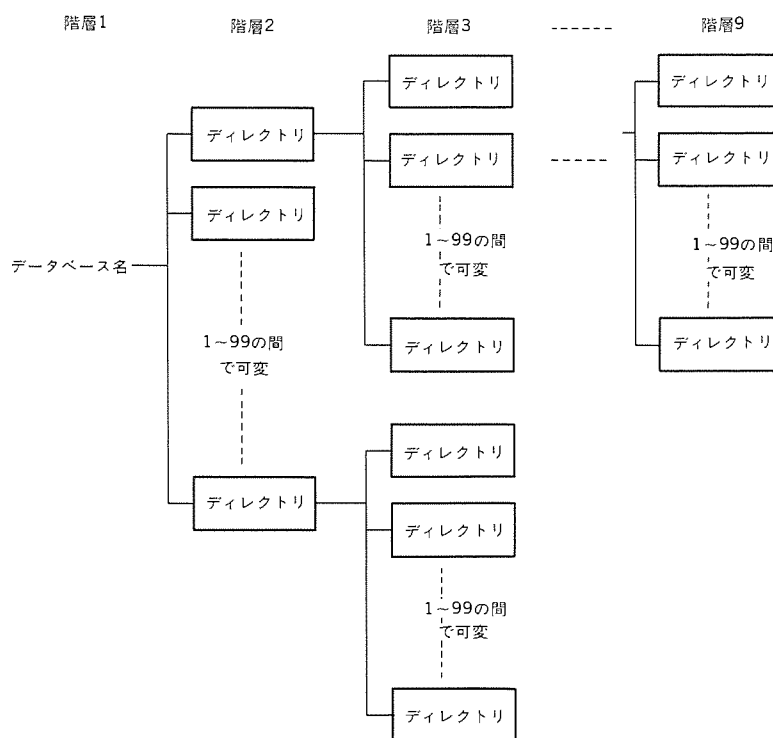 階層1 階層2 階層3 ------ 階層9
ディレクトリ ディレクトリ
ディレクトリ
ディレクトリ ----- ディレクトリ
ディレクトリ
1~99の間 1~99の間
で可変 で可変
データベース名
1~99の間
で可変
ディレクトリ ディレクトリ
ディレクトリ
ディレクトリ
ディレクトリ
1~99の間
で可変
ディレクトリ